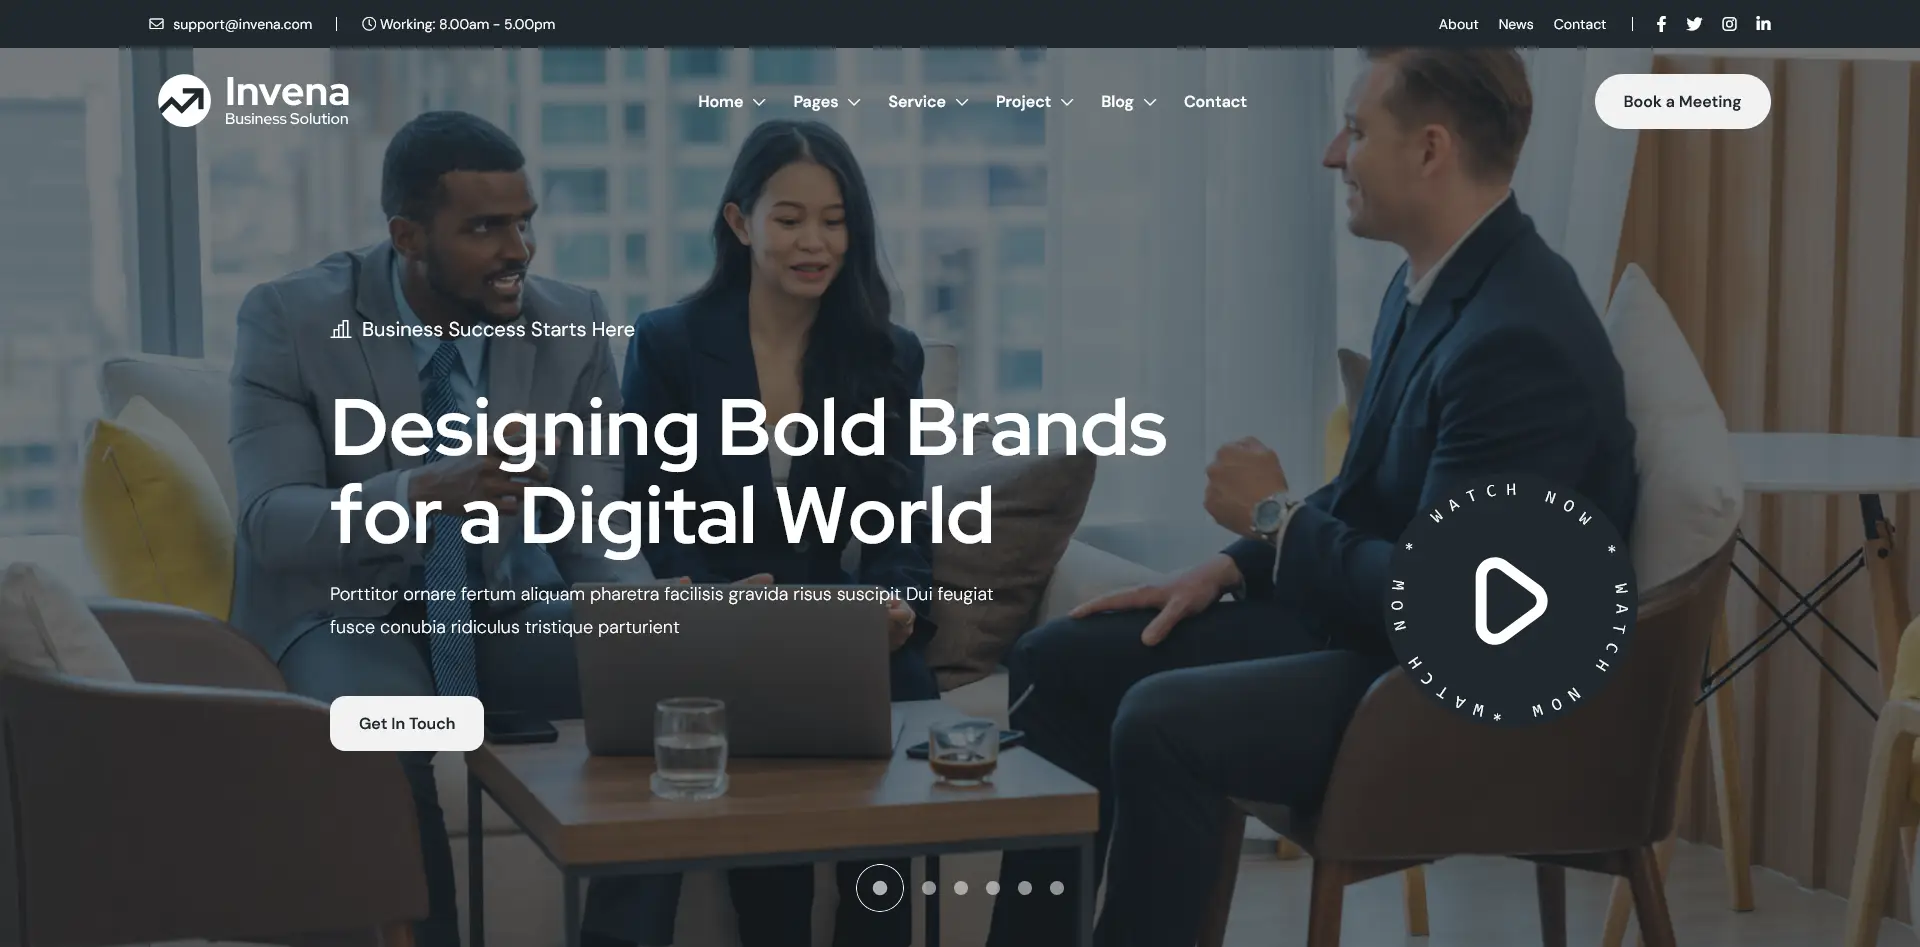 support@invena.com
Working: 8.00am - 5.00pm
About
News
Contact
Invena
Business Solution
Home
Pages
Service
Project
Blog
Contact
Book a Meeting
Business Success Starts Here
Designing Bold Brands
for a Digital World
Porttitor ornare fertum aliquam pharetra facilisis gravida risus suscipit Dui feugiat
fusce conubia ridiculus tristique parturient
Get In Touch
WATCH NOW * WATCH NOW * WATCH NOW *